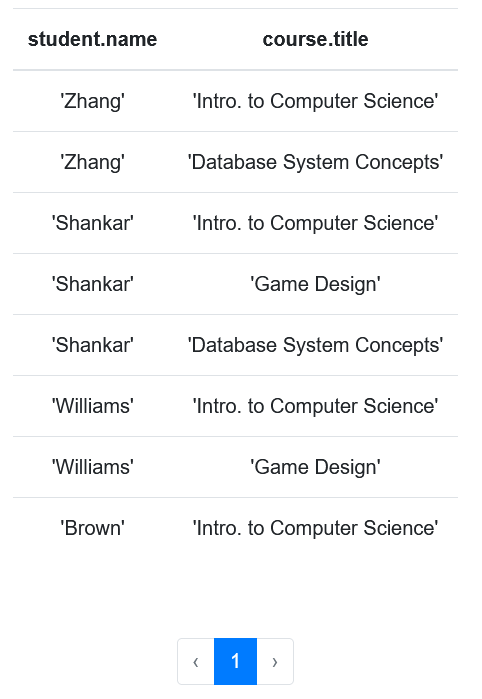 student.name course.title
'Zhang' 'Intro. to Computer Science'
'Zhang' 'Database System Concepts'
'Shankar' 'Intro. to Computer Science'
'Shankar' 'Game Design'
'Shankar' 'Database System Concepts'
'Williams' 'Intro. to Computer Science'
'Williams' 'Game Design'
'Brown' 'Intro. to Computer Science'
‹ 1 ›